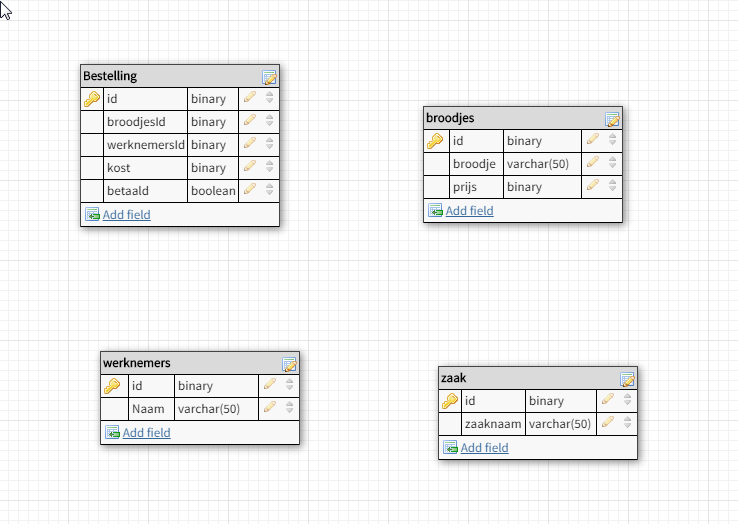 Bestelling
id binary
broodjesId binary
werknemersId binary
kost binary
betaald boolean
Add field
broodjes
id binary
broodje varchar(50)
prijs binary
Add field
werknemers
id binary
Naam varchar(50)
Add field
zaak
id binary
zaaknaam varchar(50)
Add field